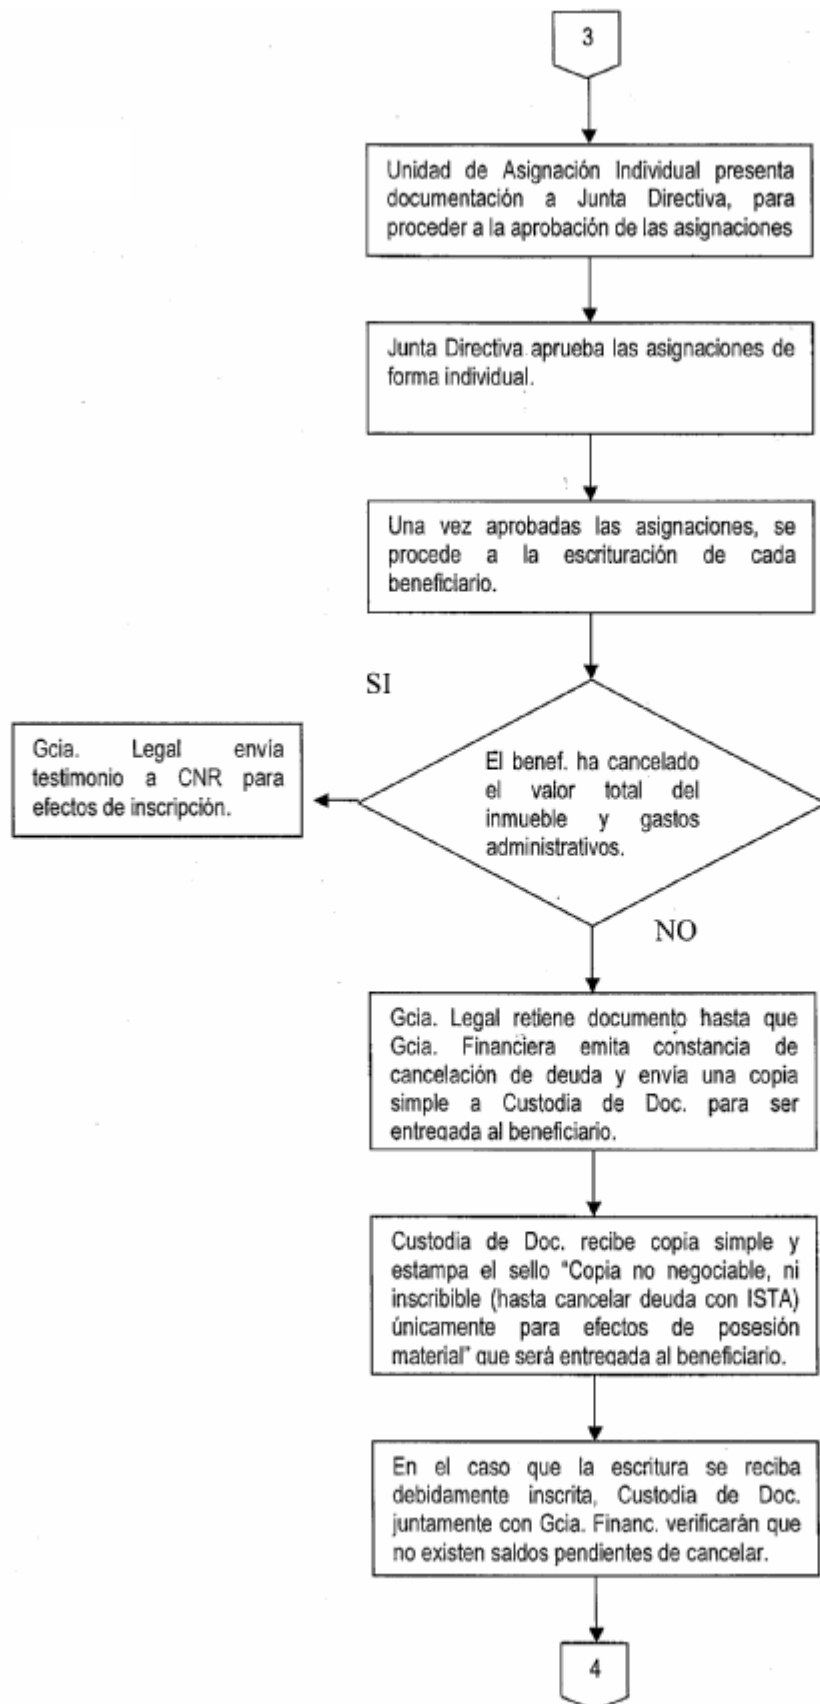 3
Unidad de Asignación Individual presenta
documentación a Junta Directiva, para
proceder a la aprobación de las asignaciones
Junta Directiva aprueba las asignaciones de
forma individual.
Una vez aprobadas las asignaciones, se
procede a la escrituración de cada
beneficiario.
SI
Gcia. Legal envía
testimonio a CNR para
efectos de inscripción.
El benef. ha cancelado
el valor total del
inmueble y gastos
administrativos.
NO
Gcia. Legal retiene documento hasta que
Gcia. Financiera emita constancia de
cancelación de deuda y envía una copia
simple a Custodia de Doc. para ser
entregada al beneficiario.
Custodia de Doc. recibe copia simple y
estampa el sello "Copia no negociable, ni
inscribible (hasta cancelar deuda con ISTA)
únicamente para efectos de posesión
material" que será entregada al beneficiario.
En el caso que la escritura se reciba
debidamente inscrita, Custodia de Doc.
juntamente con Gcia. Financ. verificarán que
no existen saldos pendientes de cancelar.
4